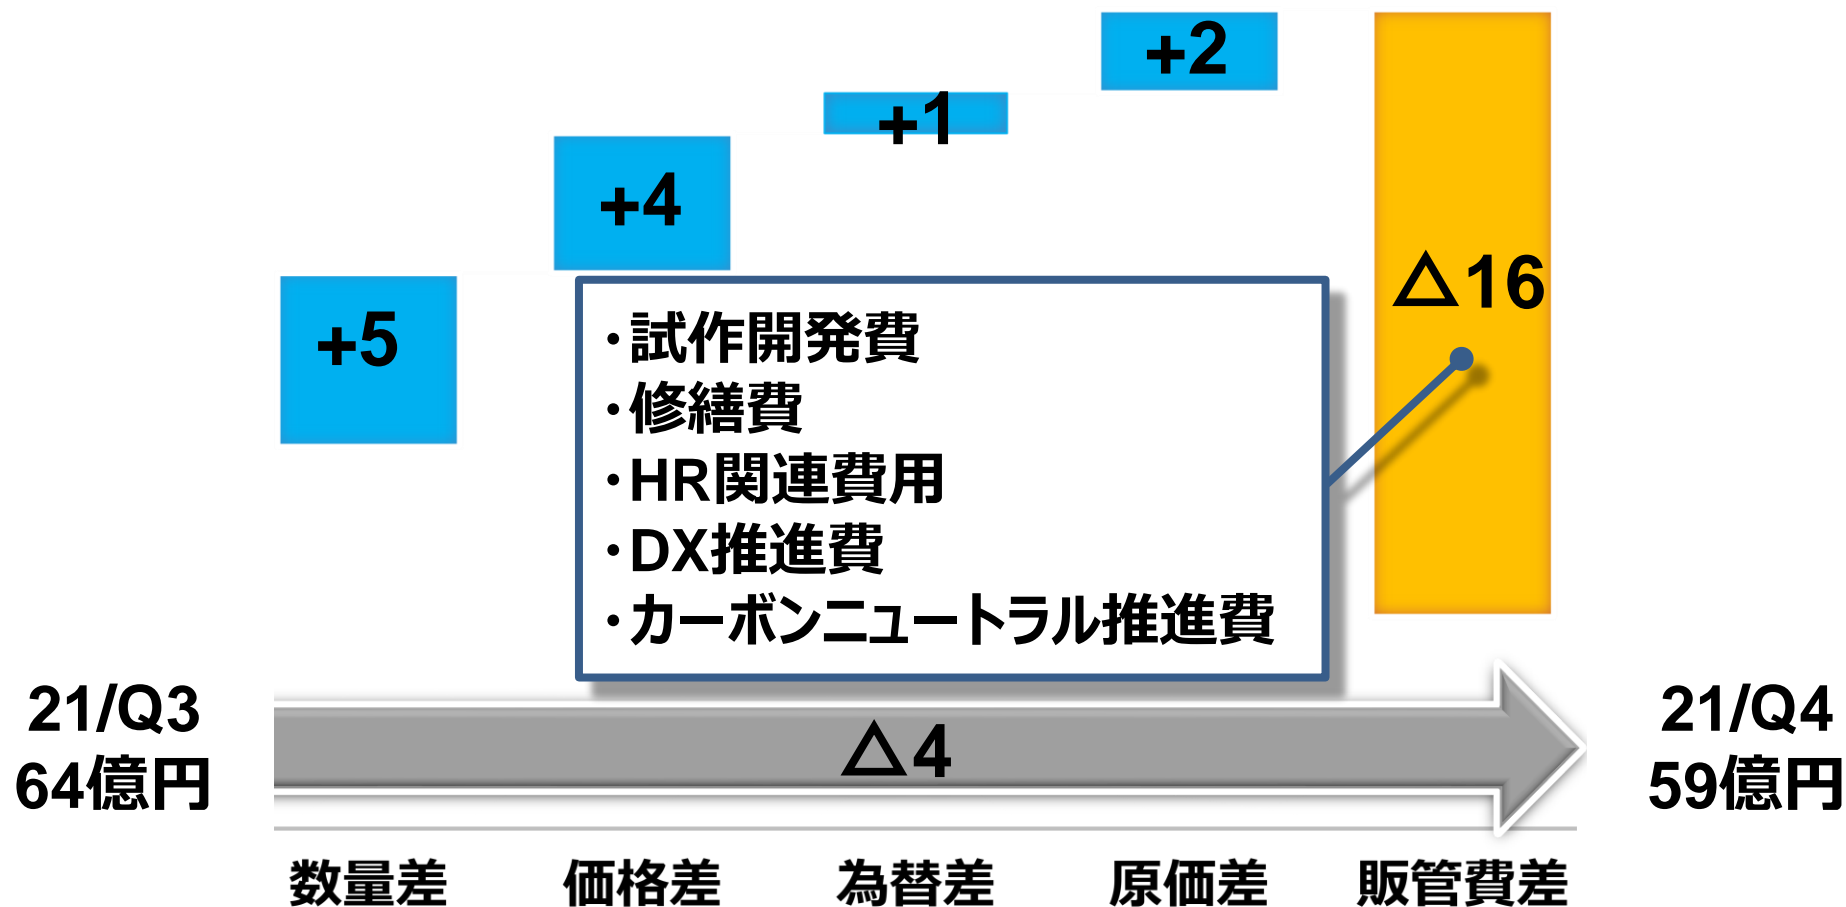 +5
+4
+1
+2
△16
・試作開発費
・修繕費
・HR関連費用
・DX推進費
・カーボンニュートラル推進費
21/Q3
64億円
△4
21/Q4
59億円
数量差
価格差
為替差
原価差
販管費差